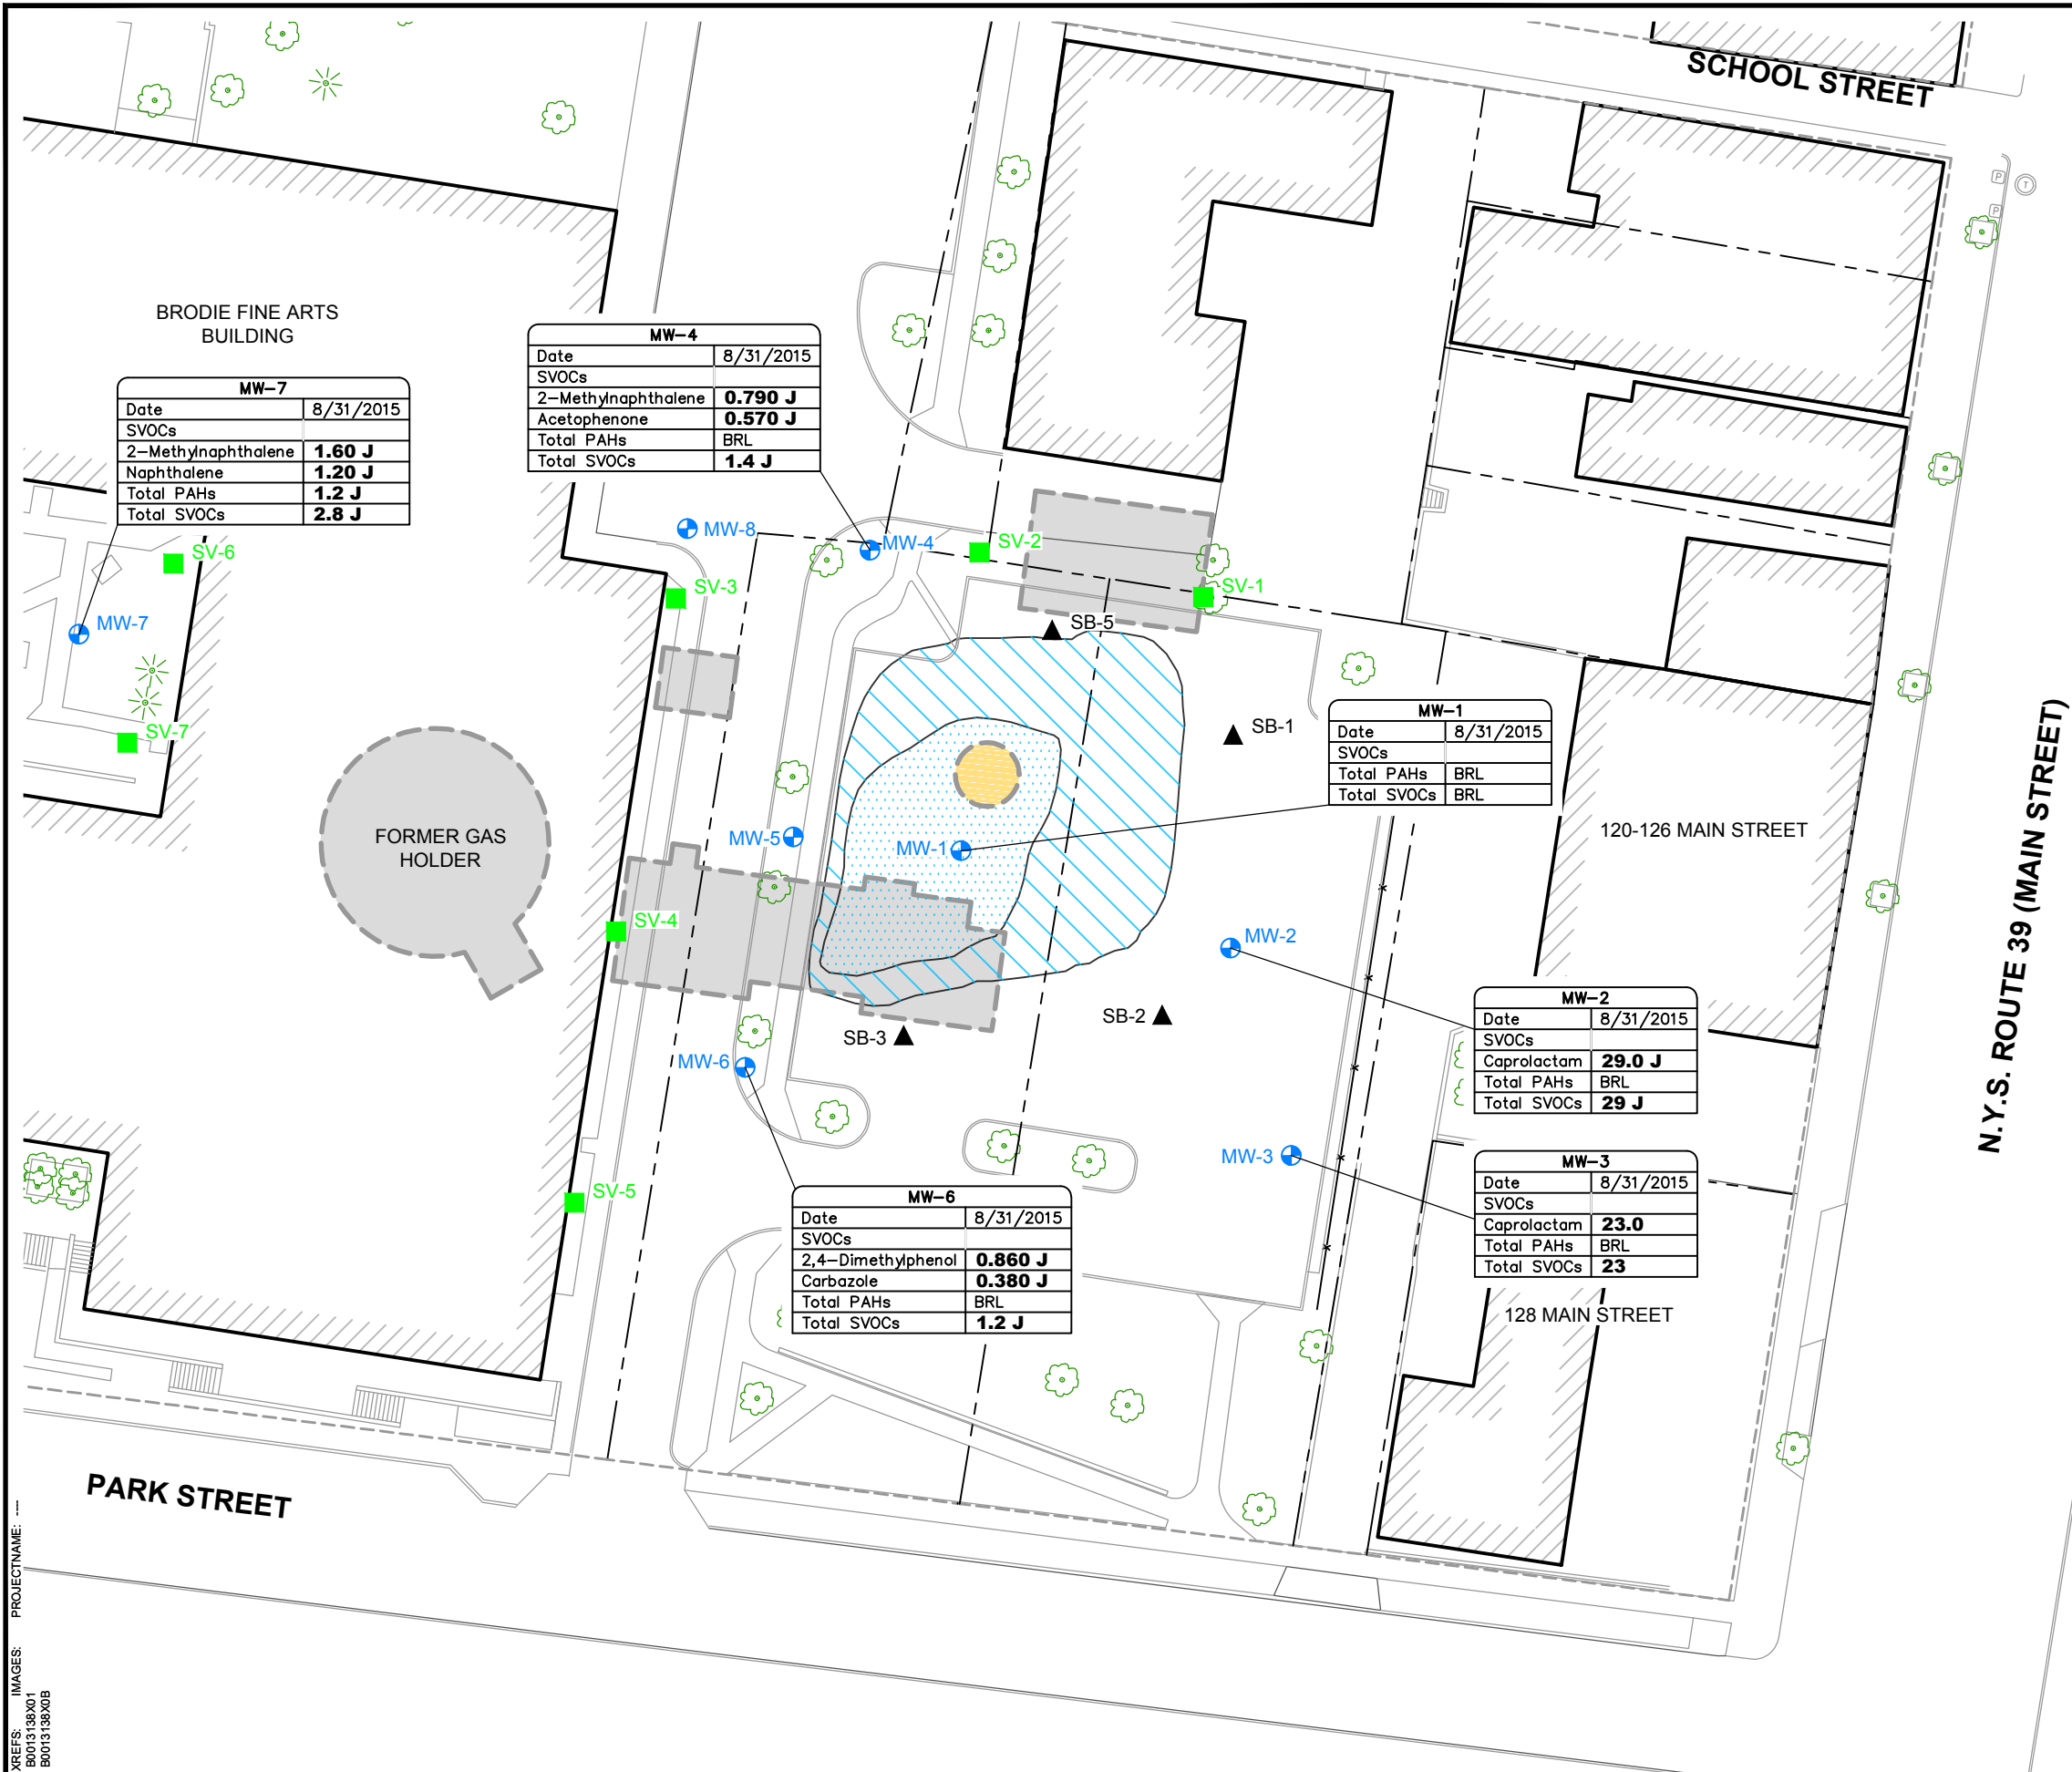 SCHOOL STREET
P
T
P
BRODIE FINE ARTS
BUILDING
MW-4
Date 8/31/2015
SVOCs
2-Methylnaphthalene 0.790 J
Acetophenone 0.570 J
Total PAHs BRL
Total SVOCs 1.4 J
MW-7
Date 8/31/2015
SVOCs
2-Methylnaphthalene 1.60 J
Naphthalene 1.20 J
Total PAHs 1.2 J
Total SVOCs 2.8 J
MW-8
MW-4
SV-2
SV-6
SV-3
SV-1
MW-7
SB-5
SV-7
SB-1
MW-1
Date 8/31/2015
SVOCs
Total PAHs BRL
Total SVOCs BRL
FORMER GAS
HOLDER
MW-5
MW-1
120-126 MAIN STREET
N.Y.S. ROUTE 39 (MAIN STREET)
SV-4
MW-2
SB-2
SB-3
MW-2
Date 8/31/2015
SVOCs
Caprolactam 29.0 J
Total PAHs BRL
Total SVOCs 29 J
MW-6
MW-3
MW-3
Date 8/31/2015
SVOCs
Caprolactam 23.0
Total PAHs BRL
Total SVOCs 23
SV-5
MW-6
Date 8/31/2015
SVOCs
2,4-Dimethylphenol 0.860 J
Carbazole 0.380 J
Total PAHs BRL
Total SVOCs 1.2 J
128 MAIN STREET
PARK STREET
XREFS: IMAGES: PROJECTNAME: ----
B0013138X01
B0013138X0B